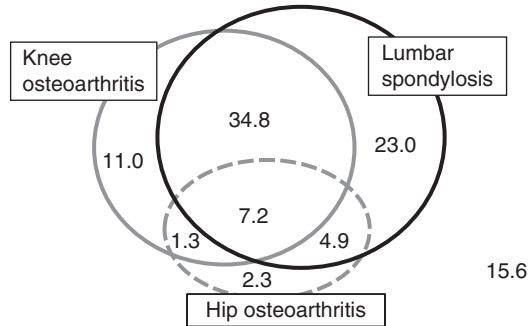 Knee
osteoarthritis
Lumbar
spondylosis
34.8
23.0
11.0
7.2
1.3
4.9
2.3
15.6
Hip osteoarthritis